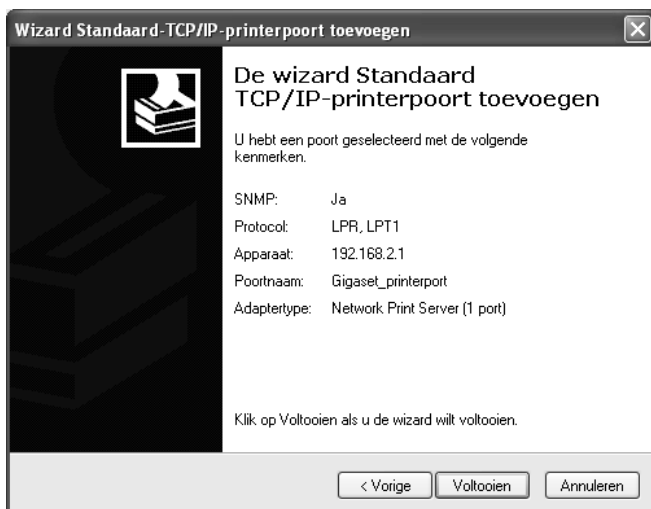 Wizard Standaard-TCP/IP-printerpoort toevoegen
De wizard Standaard
TCP/IP-printerpoort toevoegen
U hebt een poort geselecteerd met de volgende
kenmerken.
SNMP: Ja
Protocol: LPR, LPT1
Apparaat: 192.168.2.1
Poortnaam: Gigaset_printerport
Adaptertype: Network Print Server (1 port)
Klik op Voltooien als u de wizard wilt voltooien.
< Vorige Voltooien Annuleren